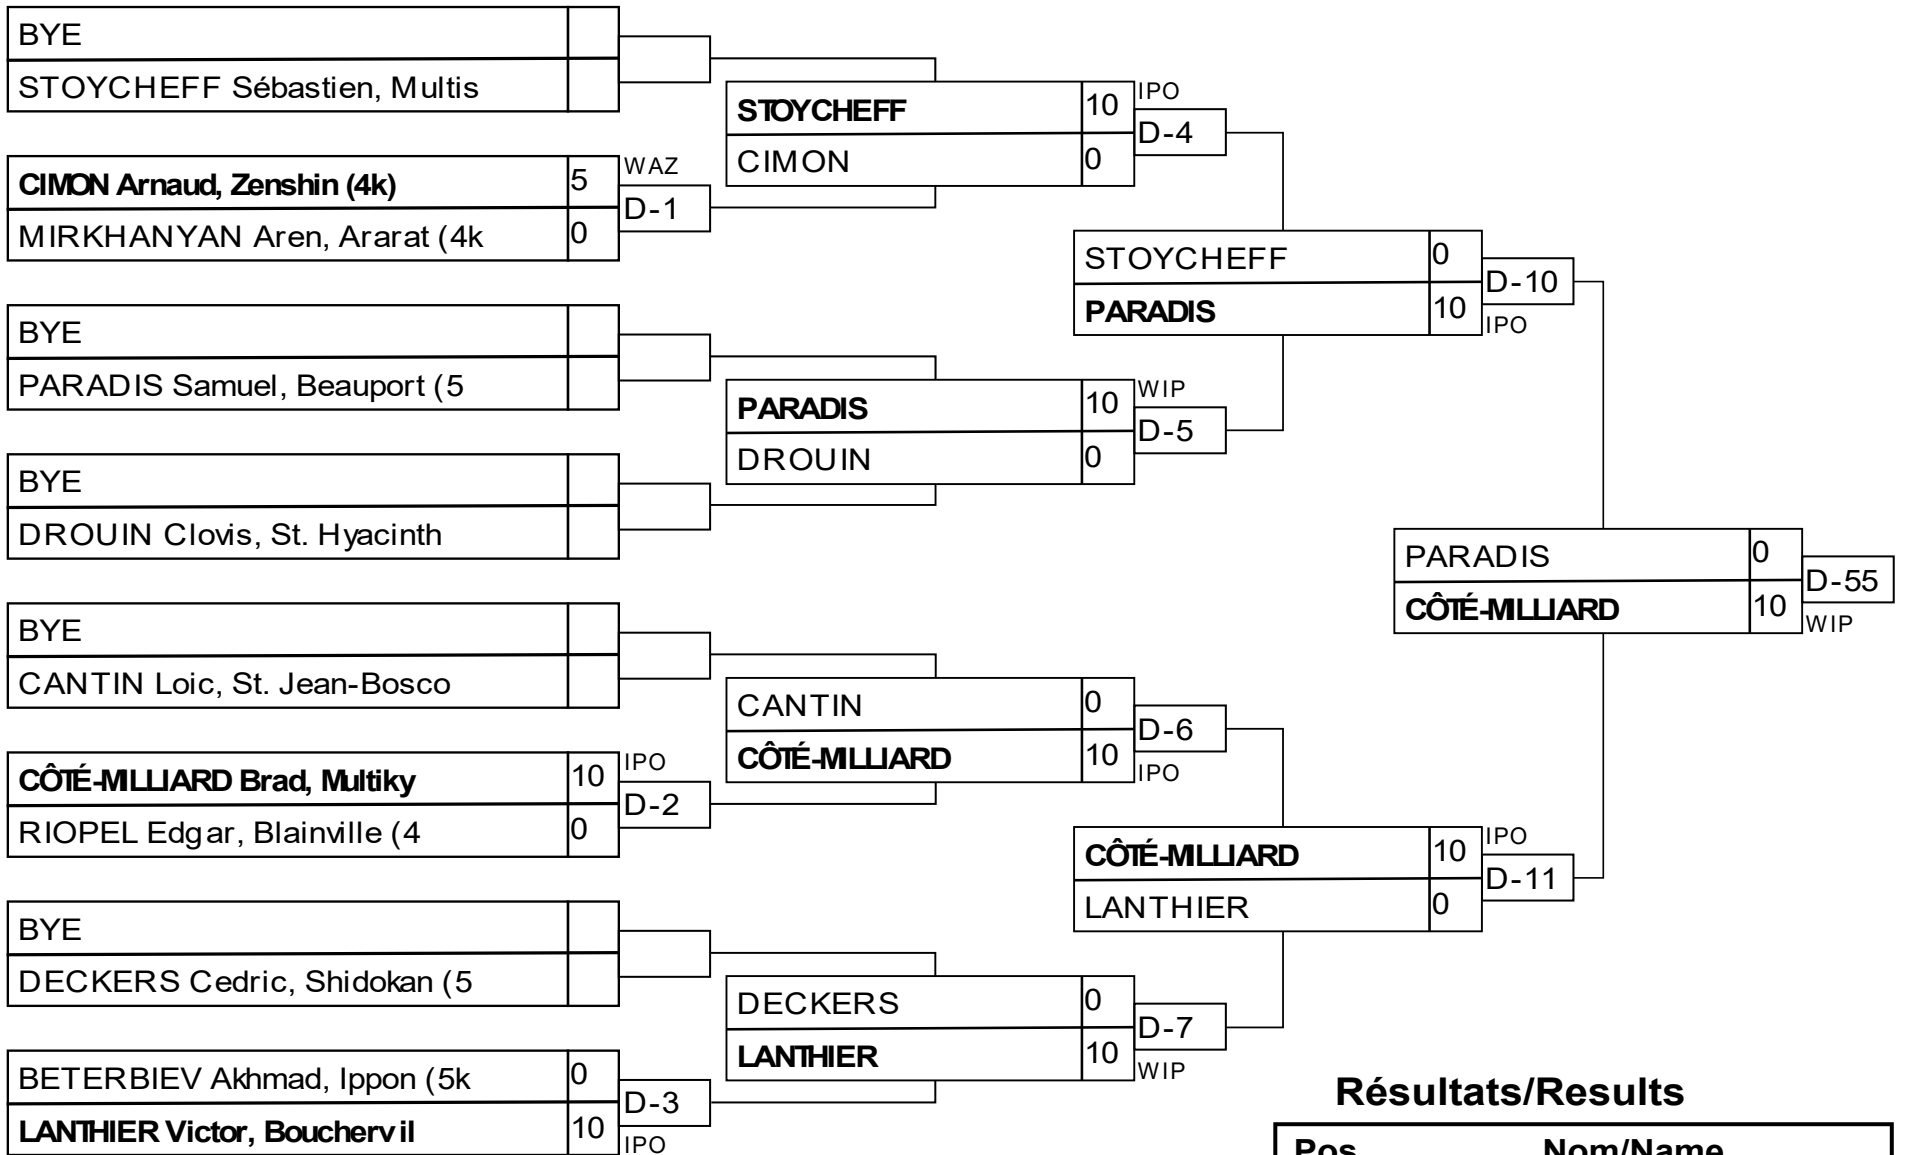 BYE
STOYCHEFF Sébastien, Multis
CIMON Arnaud, Zenshin (4k) 5 WAZ
D-1
MIRKHANYAN Aren, Ararat (4k 0
BYE
PARADIS Samuel, Beauport (5
BYE
DROUIN Clovis, St. Hyacinth
BYE
CANTIN Loic, St. Jean-Bosco
CÔTÉ-MILLIARD Brad, Multiky 10 IPO
D-2
RIOPEL Edgar, Blainville (4 0
BYE
DECKERS Cedric, Shidokan (5
BETERBIEV Akhmad, Ippon (5k 0
D-3
LANTHIER Victor, Bouchervil 10 IPO
STOYCHEFF 10 IPO
D-4
CIMON 0
PARADIS 10 WIP
D-5
DROUIN 0
CANTIN 0
D-6
CÔTÉ-MILLIARD 10 IPO
DECKERS 0
D-7
LANTHIER 10 WIP
STOYCHEFF 0
D-10
PARADIS 10 IPO
CÔTÉ-MILLIARD 10 IPO
D-11
LANTHIER 0
PARADIS 0
D-55
CÔTÉ-MILLIARD 10 WIP
Résultats/Results
Pos Nom/Name